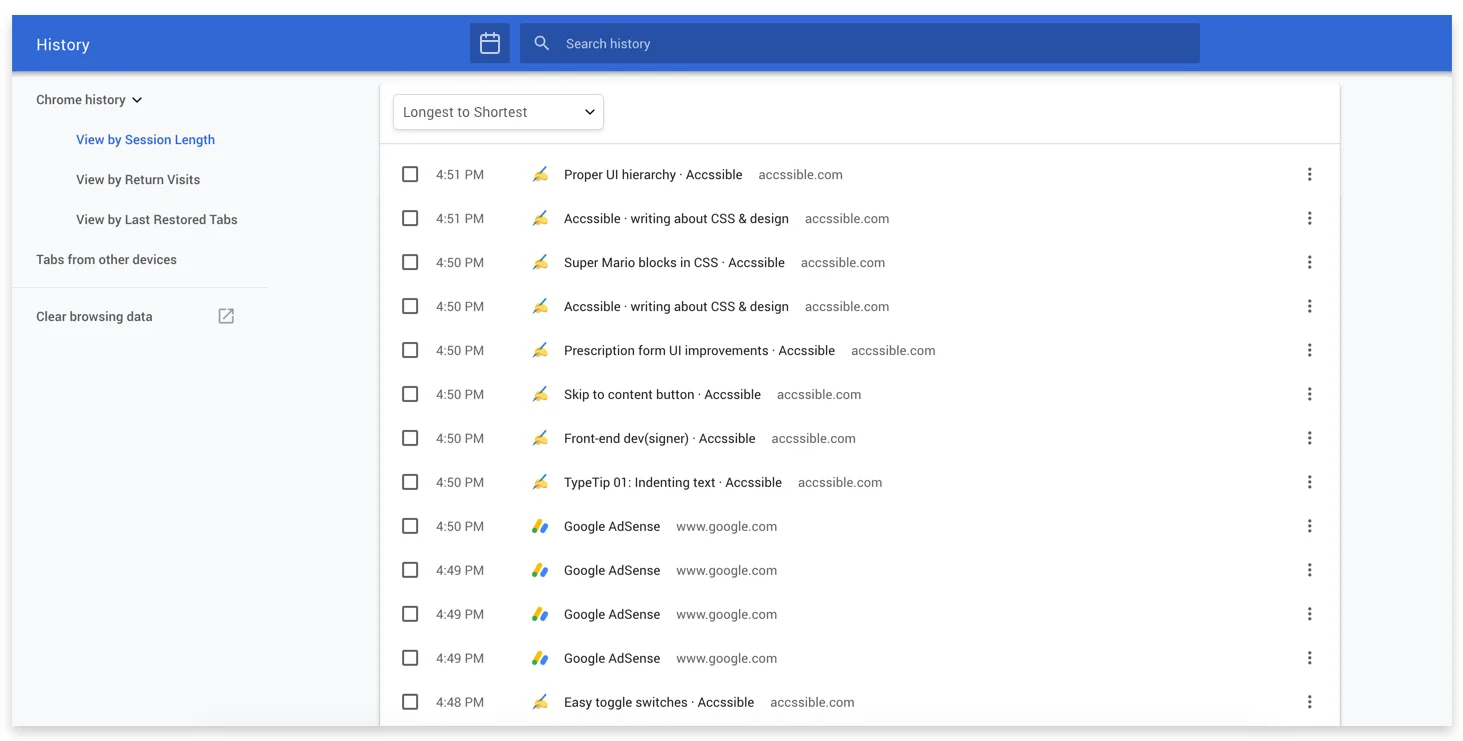 History
Search history
Chrome history
View by Session Length
View by Return Visits
View by Last Restored Tabs
Tabs from other devices
Clear browsing data
Longest to Shortest
4:51 PM Proper UI hierarchy · Accssible accssible.com
4:51 PM Accssible · writing about CSS & design accssible.com
4:50 PM Super Mario blocks in CSS · Accssible accssible.com
4:50 PM Accssible · writing about CSS & design accssible.com
4:50 PM Prescription form UI improvements · Accssible accssible.com
4:50 PM Skip to content button · Accssible accssible.com
4:50 PM Front-end dev(signer) · Accssible accssible.com
4:50 PM TypeTip 01: Indenting text · Accssible accssible.com
4:50 PM Google AdSense www.google.com
4:49 PM Google AdSense www.google.com
4:49 PM Google AdSense www.google.com
4:49 PM Google AdSense www.google.com
4:48 PM Easy toggle switches · Accssible accssible.com